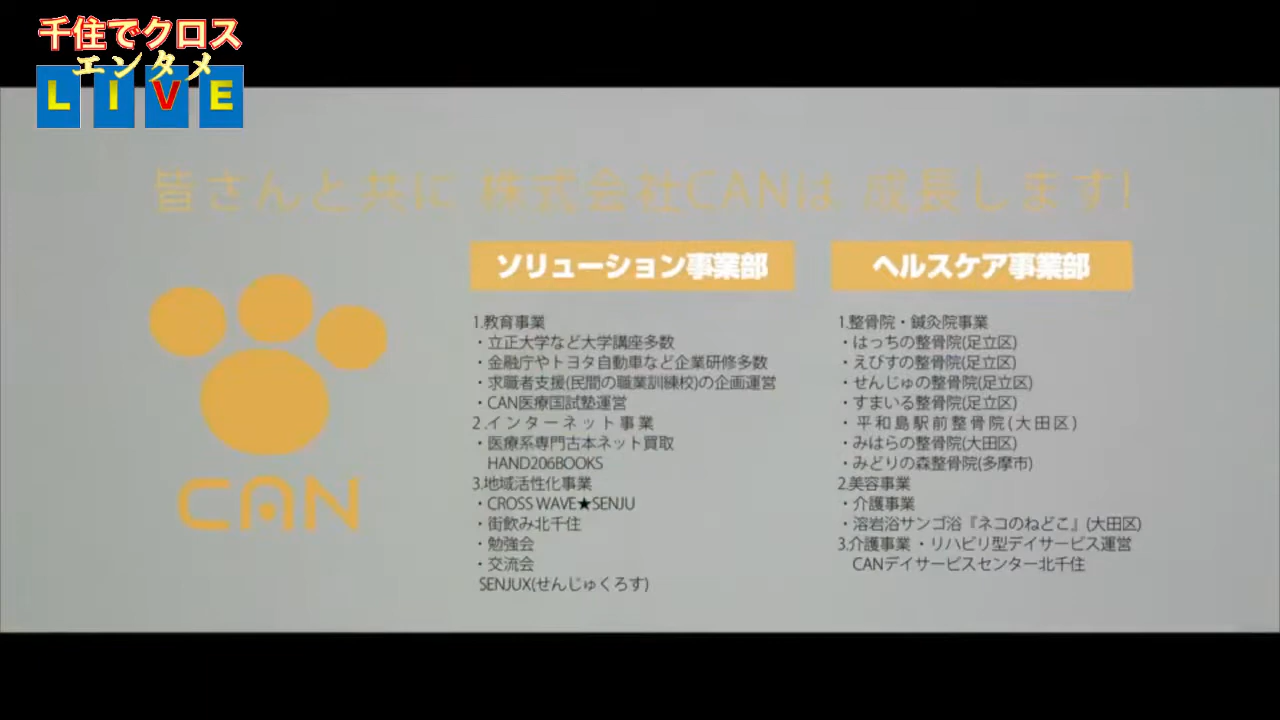 千住でクロス
エンタメ
LIVE
皆さんと共に 株式会社CANは 成長します!
CAN
ソリューション事業部
1.教育事業
・立正大学など大学講座多数
・金融庁やトヨタ自動車など企業研修多数
・求職者支援(民間の職業訓練校)の企画運営
・CAN医療国試塾運営
2.インターネット事業
・医療系専門古本ネット買取
HAND206BOOKS
3.地域活性化事業
・CROSS WAVE★SENJU
・街飲み北千住
・勉強会
・交流会
SENJUX(せんじゅくろす)
ヘルスケア事業部
1.整骨院・鍼灸院事業
・はっちの整骨院(足立区)
・えびすの整骨院(足立区)
・せんじゅの整骨院(足立区)
・すまいる整骨院(足立区)
・平和島駅前整骨院(大田区)
・みはらの整骨院(大田区)
・みどりの森整骨院(多摩市)
2.美容事業
・介護事業
・溶岩浴サンゴ浴『ネコのねどこ』(大田区)
3.介護事業・リハビリ型デイサービス運営
CANデイサービスセンター北千住